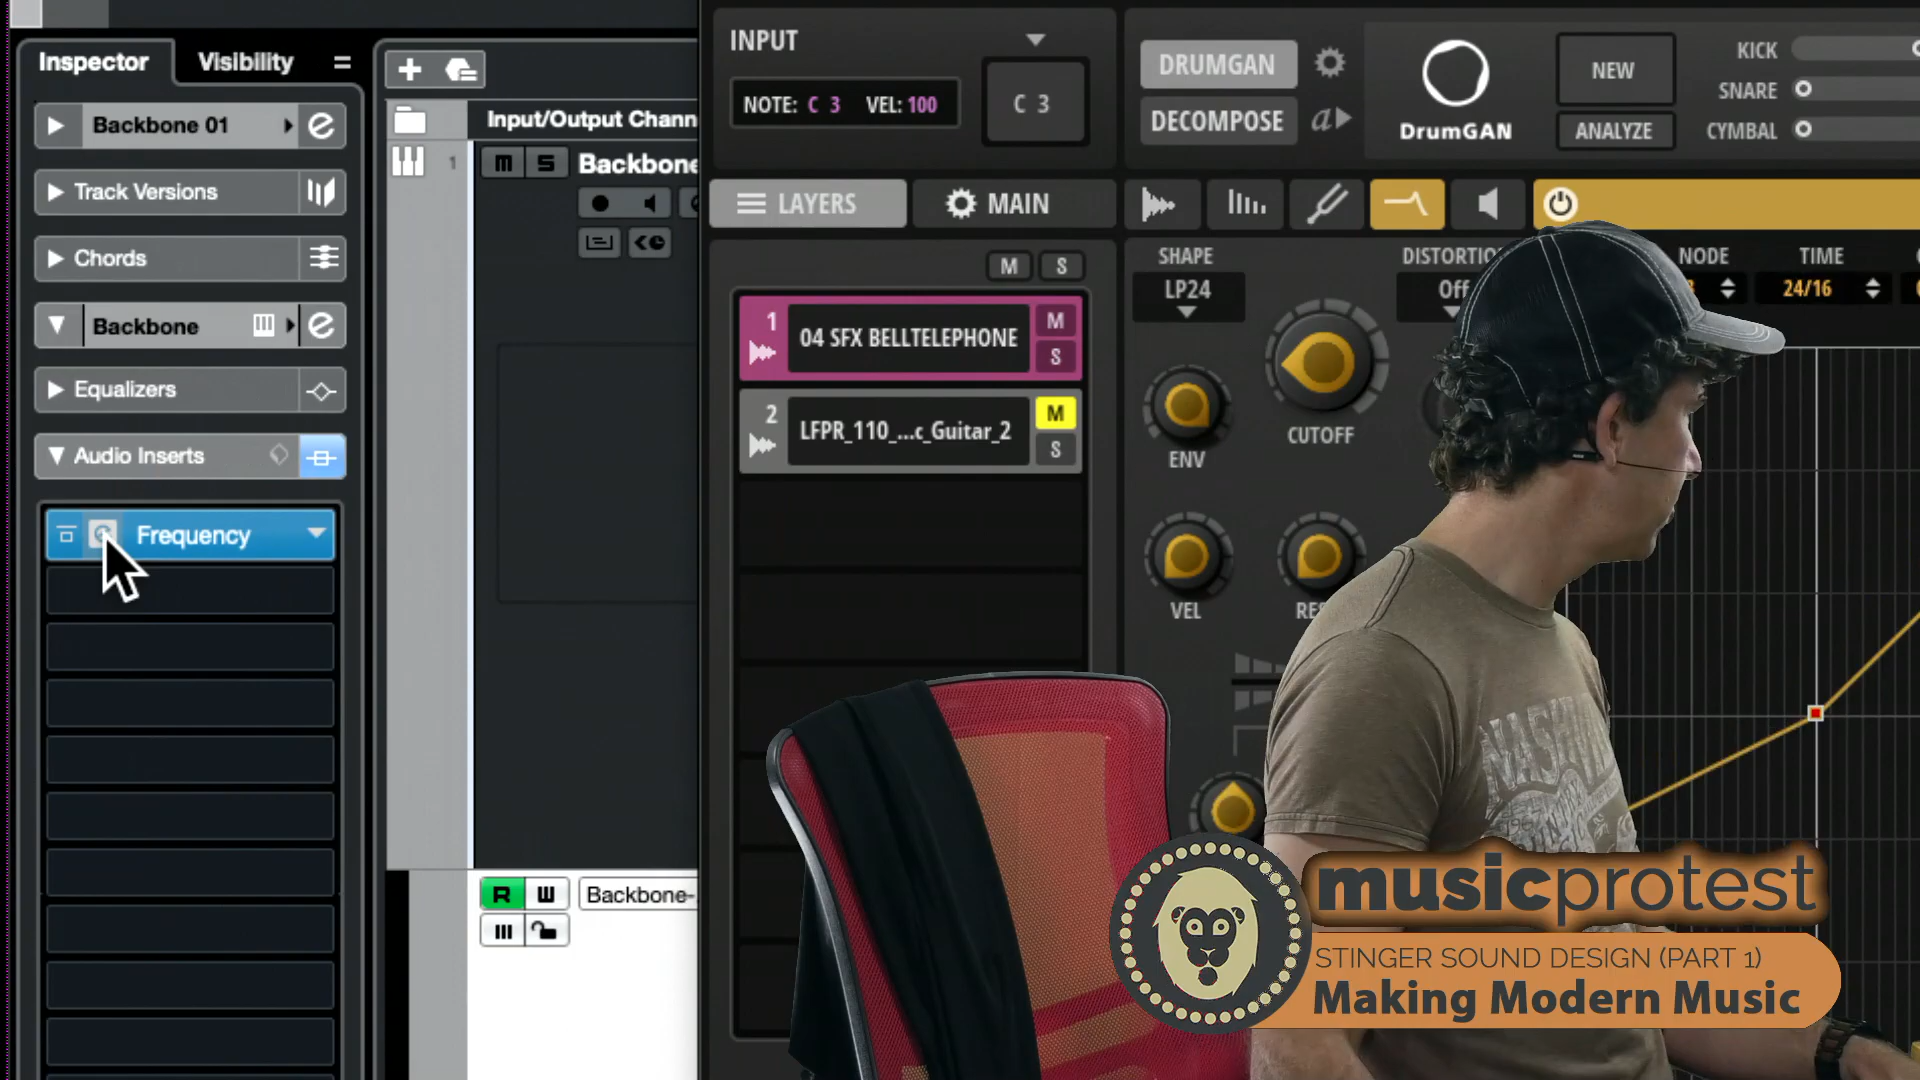 Inspector
Visibility
Backbone 01
Track Versions
Chords
Backbone
Equalizers
Audio Inserts
Frequency
Input/Output Chann
1
m S
Backbone
R W
Backbone-
INPUT
NOTE: C 3 VEL: 100
C 3
DRUMGAN
DECOMPOSE
a
DrumGAN
NEW
ANALYZE
KICK
SNARE
CYMBAL
LAYERS
MAIN
M S
1
04 SFX BELLTELEPHONE
M
S
2
LFPR_110_...c_Guitar_2
M
S
SHAPE
LP24
DISTORTIO
Off
NODE
TIME
24/16
CUTOFF
ENV
VEL
RES
NASHVILLE
musicprotest
STINGER SOUND DESIGN (PART 1)
Making Modern Music